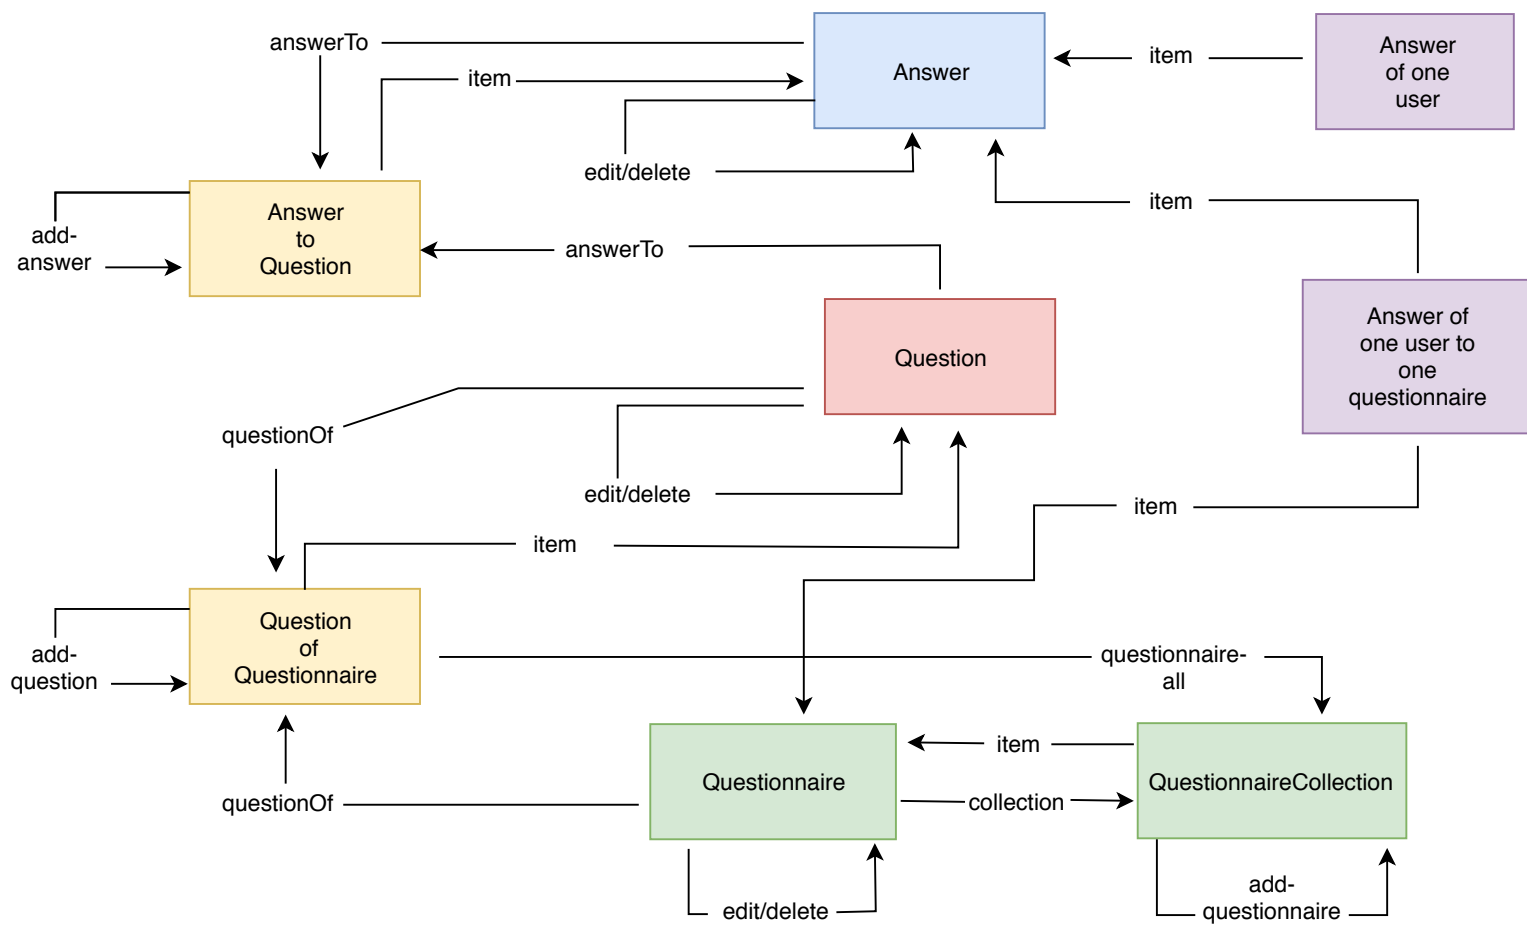 answerTo
Answer
item
Answer
of one
user
item
edit/delete
item
Answer
to
Question
add-
answer
answerTo
Question
Answer of
one user to
one
questionnaire
questionOf
edit/delete
item
item
Question
of
Questionnaire
add-
question
questionnaire-
all
item
Questionnaire
QuestionnaireCollection
questionOf
collection
edit/delete
add-
questionnaire